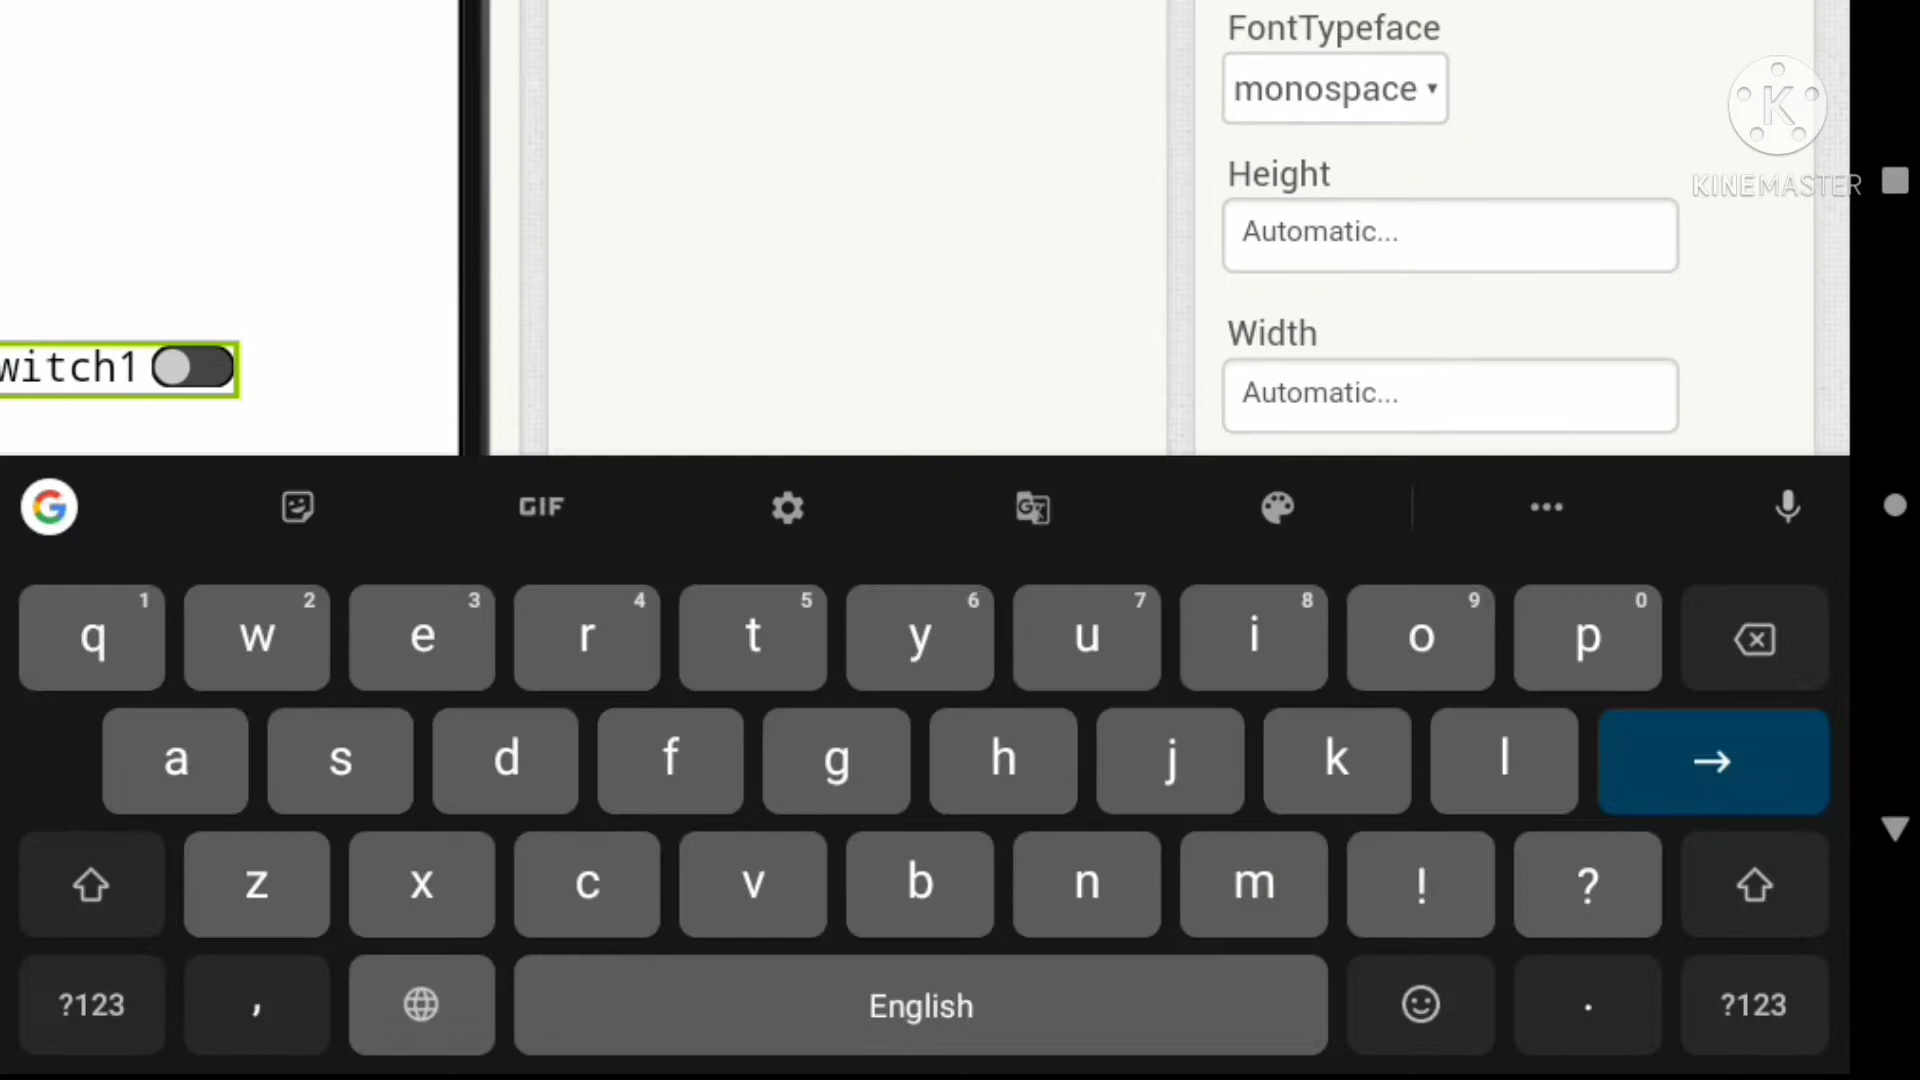 FontTypeface
monospace
K
KINEMASTER
Height
Automatic...
Width
Automatic...
witch1
G GIF G
q 1 w 2 e 3 r 4 t 5 y 6 u 7 i 8 o 9 p 0
a s d f g h j k l →
z x c v b n m ! ?
?123 , English . ?123